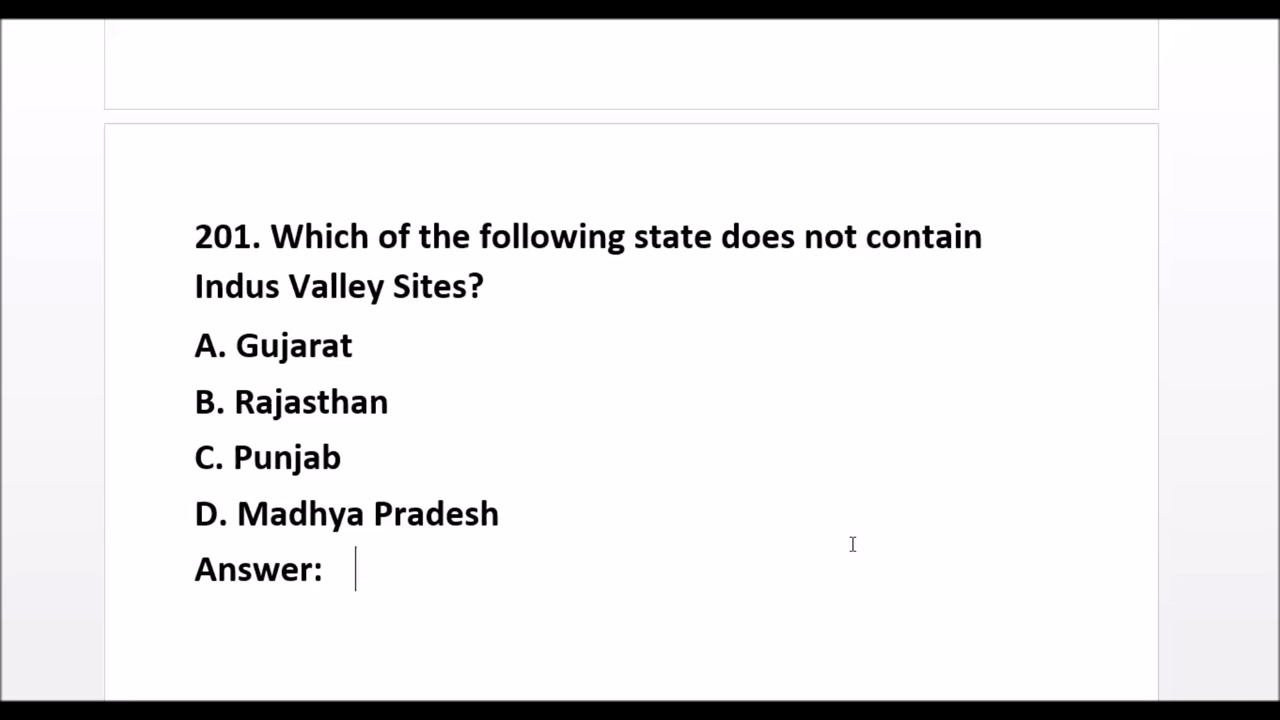 201. Which of the following state does not contain
Indus Valley Sites?
A. Gujarat
B. Rajasthan
C. Punjab
D. Madhya Pradesh
Answer: